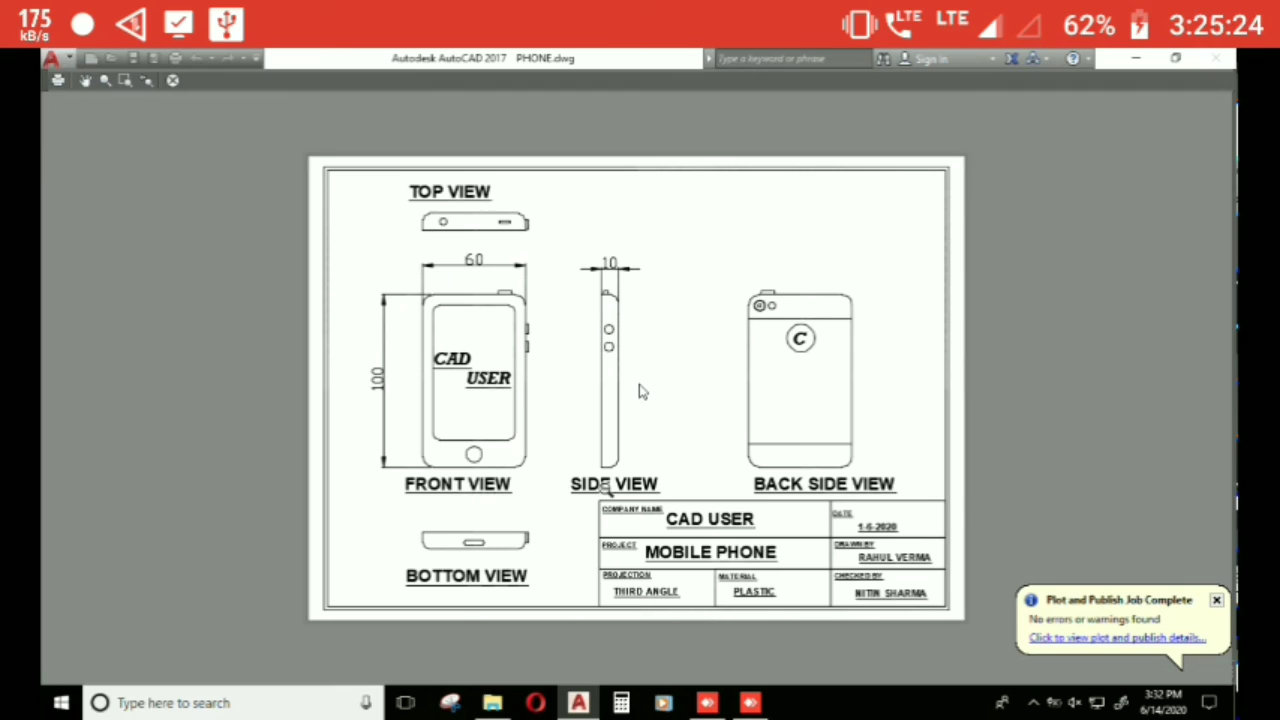 175
kB/s
LTE
LTE
62%
3:25:24
Autodesk AutoCAD 2017 PHONE.dwg
Type a keyword or phrase
Sign In
TOP VIEW
60
10
100
CAD
USER
C
FRONT VIEW
SIDE VIEW
BACK SIDE VIEW
BOTTOM VIEW
COMPANY NAME
CAD USER
DATE
1-6-2020
PROJECT
MOBILE PHONE
DRAWN BY
RAHUL VERMA
PROJECTION
THIRD ANGLE
MATERIAL
PLASTIC
CHECKED BY
NITIN SHARMA
Plot and Publish Job Complete
No errors or warnings found
Click to view plot and publish details...
Type here to search
3:32 PM
6/14/2020